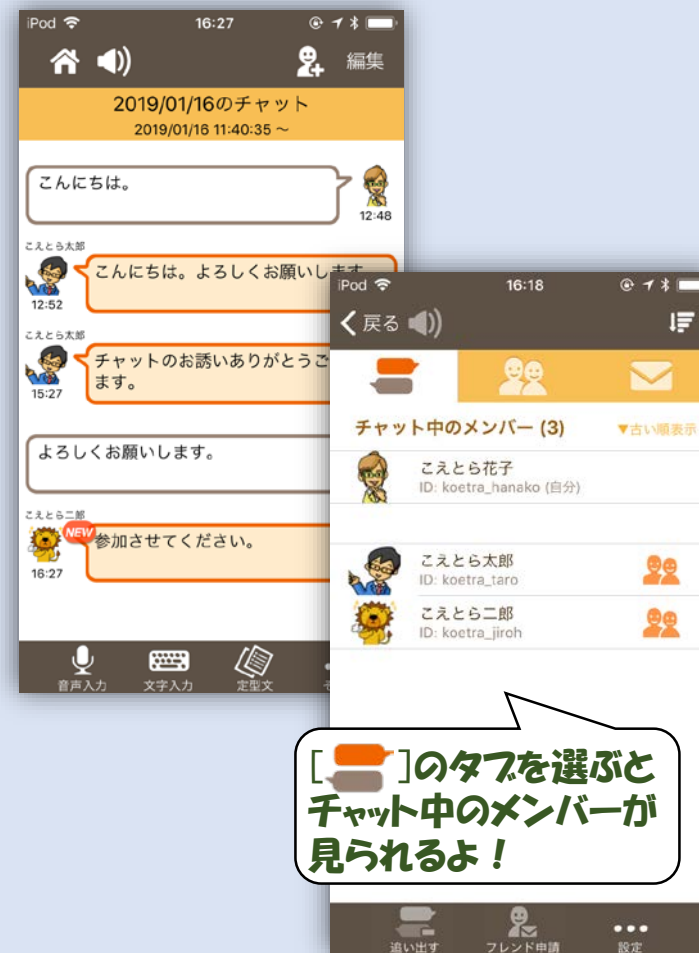 iPod 16:27
編集
2019/01/16のチャット
2019/01/16 11:40:35 ～
こんにちは。
12:48
こえとら太郎
こんにちは。よろしくお願いし
12:52
こえとら太郎
チャットのお誘いありがとうご
ます。
15:27
よろしくお願いします。
こえとら二郎
NEW
参加させてください。
16:27
音声入力 文字入力 定型文
iPod 16:18
戻る
チャット中のメンバー (3) ▼古い順表示
こえとら花子
ID: koetra_hanako (自分)
こえとら太郎
ID: koetra_taro
こえとら二郎
ID: koetra_jiroh
[ ]のタブを選ぶと
チャット中のメンバーが
見られるよ！
追い出す フレンド申請 設定